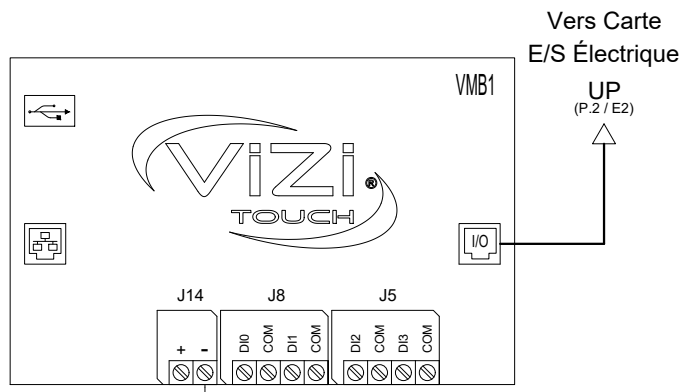 Vers Carte
E/S Électrique
UP
(P.2 / E2)
VMB1
ViZi®
TOUCH
I/O
J14
J8
J5
+ -
DI0 COM DI1 COM
DI2 COM DI3 COM